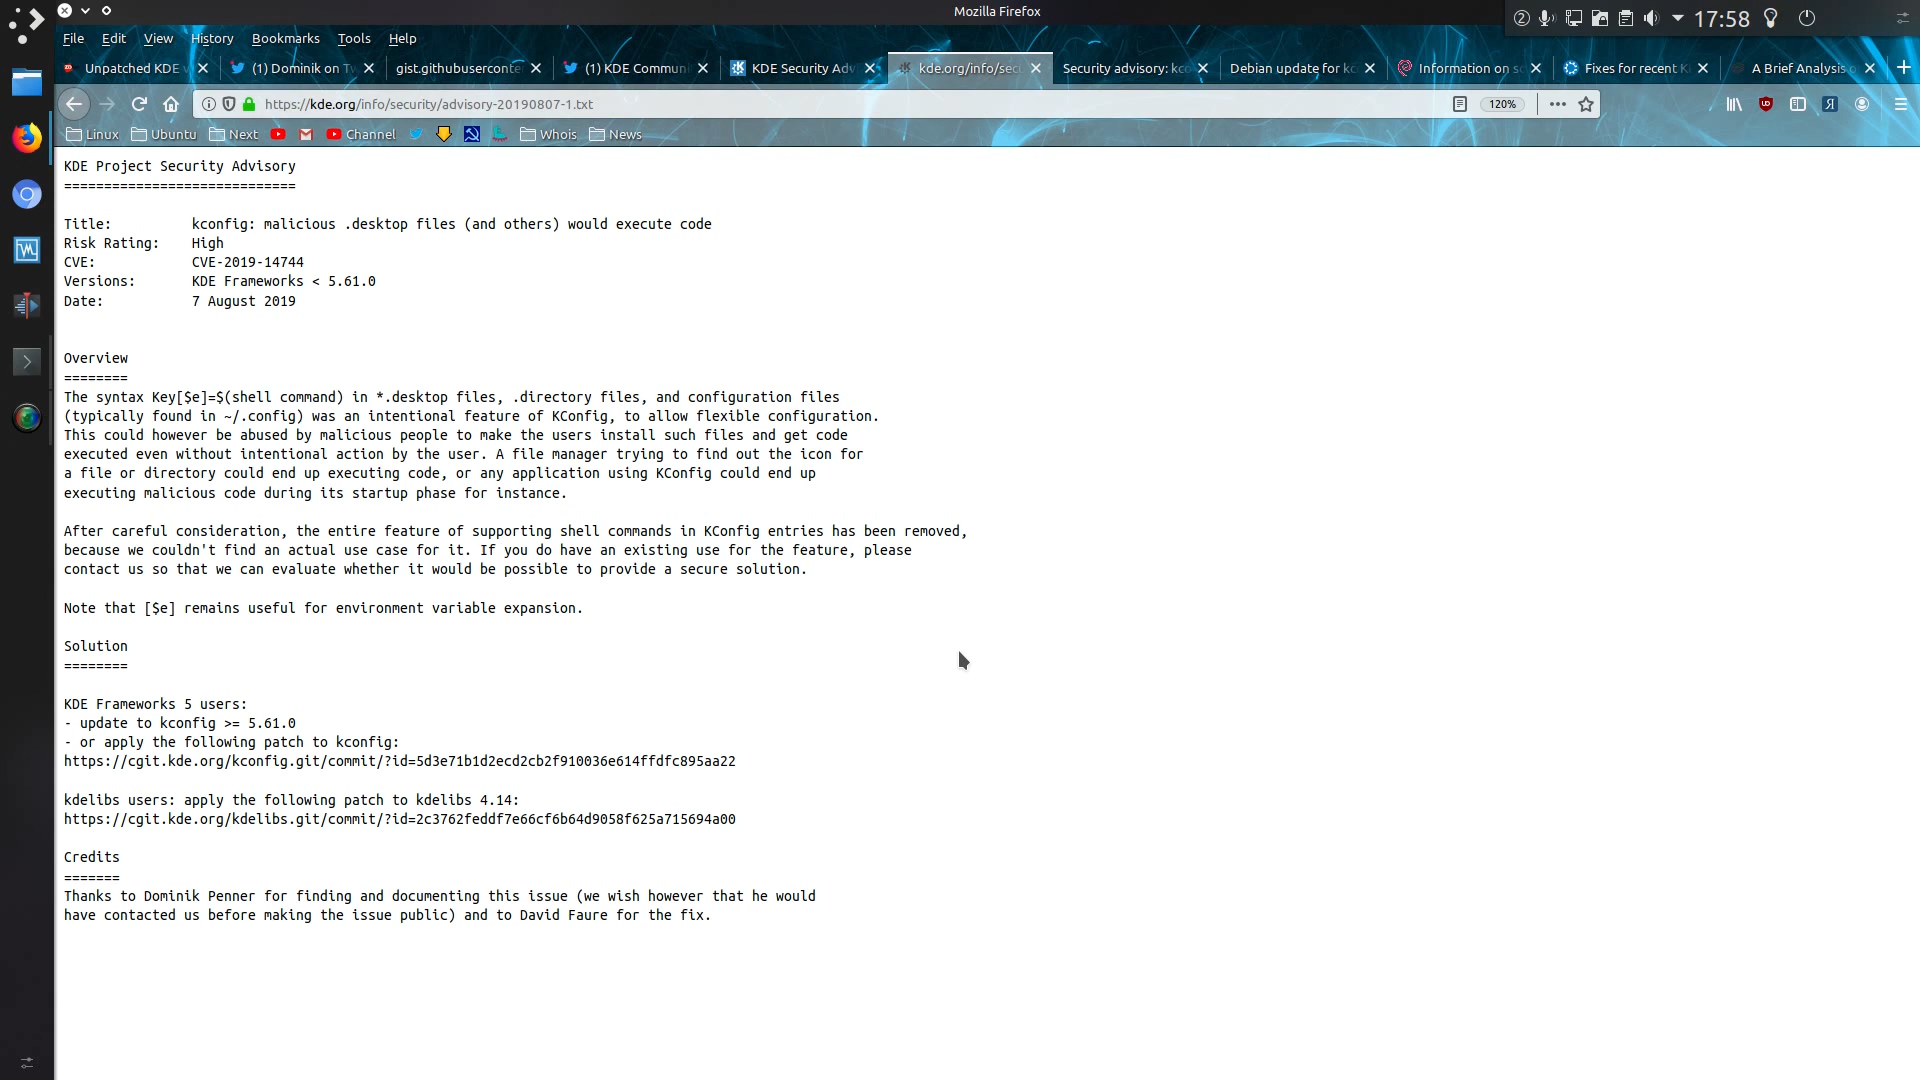 Mozilla Firefox
17:58
File Edit View History Bookmarks Tools Help
Unpatched KDE v
(1) Dominik on Tw
gist.githubuserconte
(1) KDE Commun
KDE Security Adv
kde.org/info/secu
Security advisory: kco
Debian update for kc
Information on s
Fixes for recent K
A Brief Analysis o
https://kde.org/info/security/advisory-20190807-1.txt
120%
Linux Ubuntu Next Channel Whois News
KDE Project Security Advisory
=============================
Title: kconfig: malicious .desktop files (and others) would execute code
Risk Rating: High
CVE: CVE-2019-14744
Versions: KDE Frameworks < 5.61.0
Date: 7 August 2019
Overview
========
The syntax Key[$e]=$(shell command) in *.desktop files, .directory files, and configuration files
(typically found in ~/.config) was an intentional feature of KConfig, to allow flexible configuration.
This could however be abused by malicious people to make the users install such files and get code
executed even without intentional action by the user. A file manager trying to find out the icon for
a file or directory could end up executing code, or any application using KConfig could end up
executing malicious code during its startup phase for instance.
After careful consideration, the entire feature of supporting shell commands in KConfig entries has been removed,
because we couldn't find an actual use case for it. If you do have an existing use for the feature, please
contact us so that we can evaluate whether it would be possible to provide a secure solution.
Note that [$e] remains useful for environment variable expansion.
Solution
========
KDE Frameworks 5 users:
- update to kconfig >= 5.61.0
- or apply the following patch to kconfig:
https://cgit.kde.org/kconfig.git/commit/?id=5d3e71b1d2ecd2cb2f910036e614ffdfc895aa22
kdelibs users: apply the following patch to kdelibs 4.14:
https://cgit.kde.org/kdelibs.git/commit/?id=2c3762feddf7e66cf6b64d9058f625a715694a00
Credits
=======
Thanks to Dominik Penner for finding and documenting this issue (we wish however that he would
have contacted us before making the issue public) and to David Faure for the fix.